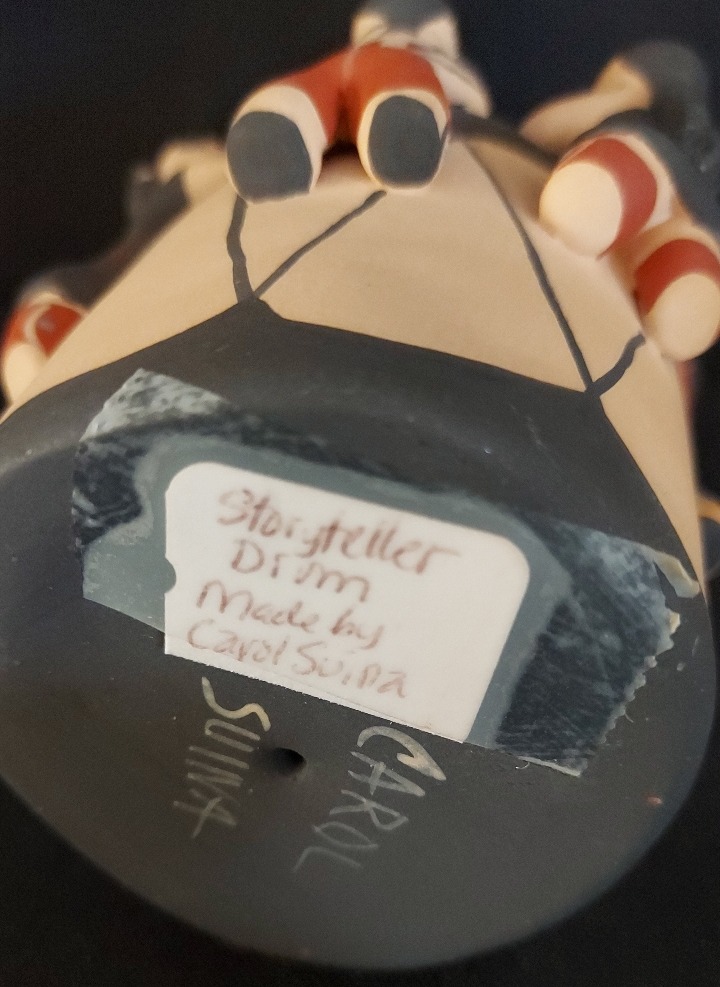 Storyteller
Drum
Made by
Carol Suina
CAROL
SUINA